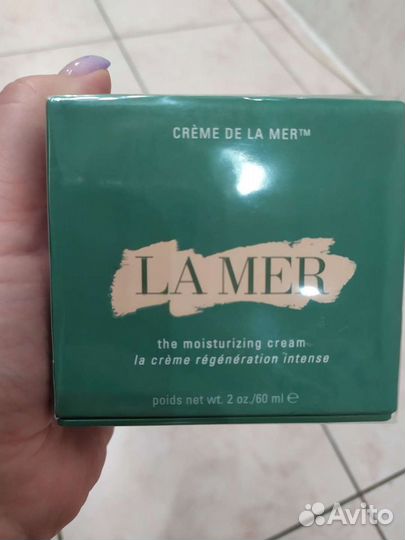 CRÈME DE LA MER™
LA MER
the moisturizing cream
la crème régénération intense
poids net wt. 2 oz./60 ml ℮
Avito